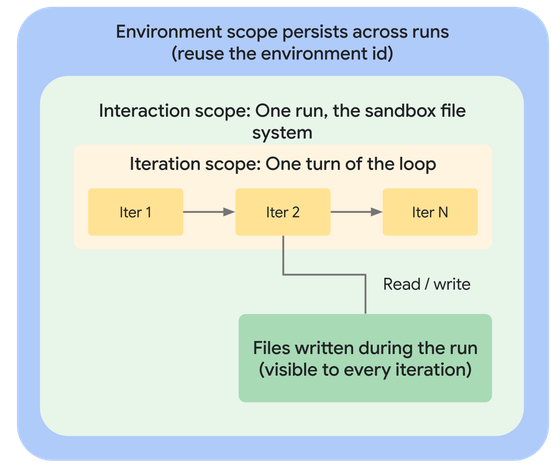 Environment scope persists across runs
(reuse the environment id)
Interaction scope: One run, the sandbox file
system
Iteration scope: One turn of the loop
Iter 1
Iter 2
Iter N
Read / write
Files written during the run
(visible to every iteration)